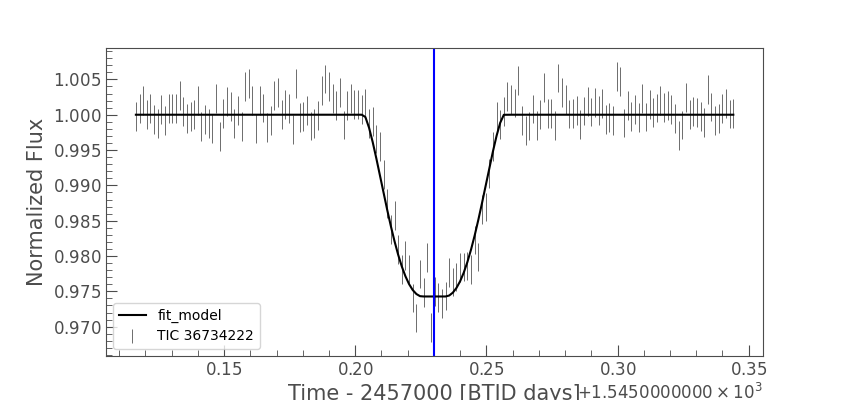 Normalized Flux
1.005
1.000
0.995
0.990
0.985
0.980
0.975
0.970
fit_model
TIC 36734222
0.15 0.20 0.25 0.30 0.35
Time - 2457000 [BTJD days]
+1.5450000000 × 10³